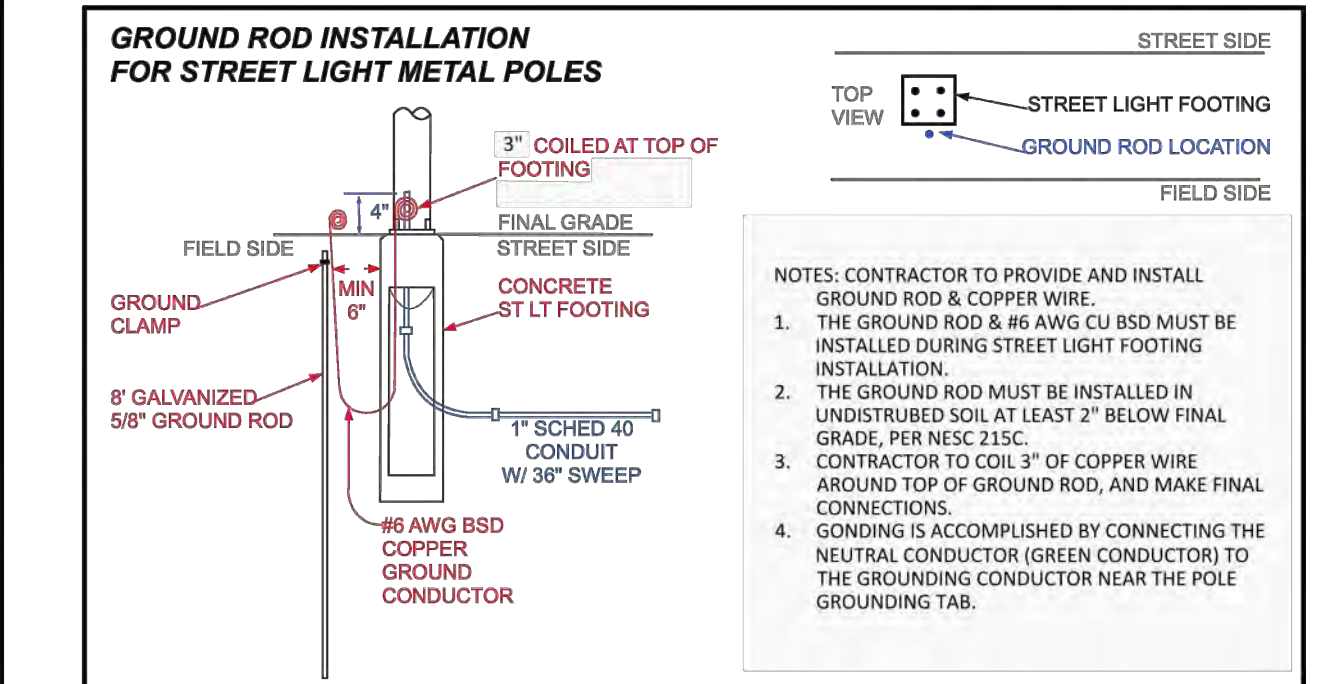 GROUND ROD INSTALLATION
FOR STREET LIGHT METAL POLES
3" COILED AT TOP OF
FOOTING
4"
FINAL GRADE
FIELD SIDE
STREET SIDE
MIN
6"
GROUND
CLAMP
CONCRETE
ST LT FOOTING
8' GALVANIZED
5/8" GROUND ROD
1" SCHED 40
CONDUIT
W/ 36" SWEEP
#6 AWG BSD
COPPER
GROUND
CONDUCTOR
STREET SIDE
TOP
VIEW
STREET LIGHT FOOTING
GROUND ROD LOCATION
FIELD SIDE
NOTES: CONTRACTOR TO PROVIDE AND INSTALL
GROUND ROD & COPPER WIRE.
1. THE GROUND ROD & #6 AWG CU BSD MUST BE
INSTALLED DURING STREET LIGHT FOOTING
INSTALLATION.
2. THE GROUND ROD MUST BE INSTALLED IN
UNDISTRUBED SOIL AT LEAST 2" BELOW FINAL
GRADE, PER NESC 215C.
3. CONTRACTOR TO COIL 3" OF COPPER WIRE
AROUND TOP OF GROUND ROD, AND MAKE FINAL
CONNECTIONS.
4. GONDING IS ACCOMPLISHED BY CONNECTING THE
NEUTRAL CONDUCTOR (GREEN CONDUCTOR) TO
THE GROUNDING CONDUCTOR NEAR THE POLE
GROUNDING TAB.